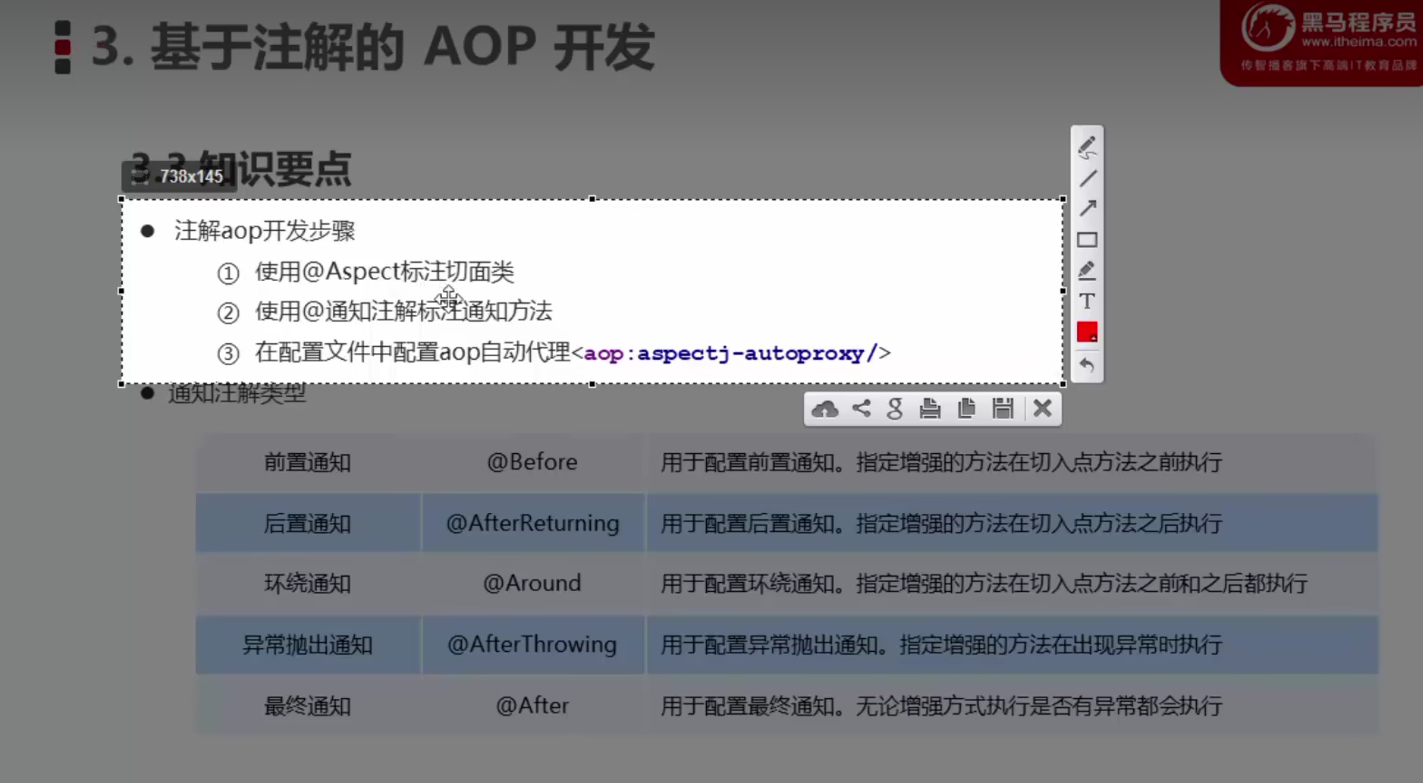 3. 基于注解的 AOP 开发
黑马程序员
www.itheima.com
传智播客旗下高端IT教育品牌
3.3 知识要点
738x145
● 注解aop开发步骤
① 使用@Aspect标注切面类
② 使用@通知注解标注通知方法
③ 在配置文件中配置aop自动代理<aop:aspectj-autoproxy/>
● 通知注解类型
前置通知 @Before 用于配置前置通知。指定增强的方法在切入点方法之前执行
后置通知 @AfterReturning 用于配置后置通知。指定增强的方法在切入点方法之后执行
环绕通知 @Around 用于配置环绕通知。指定增强的方法在切入点方法之前和之后都执行
异常抛出通知 @AfterThrowing 用于配置异常抛出通知。指定增强的方法在出现异常时执行
最终通知 @After 用于配置最终通知。无论增强方式执行是否有异常都会执行